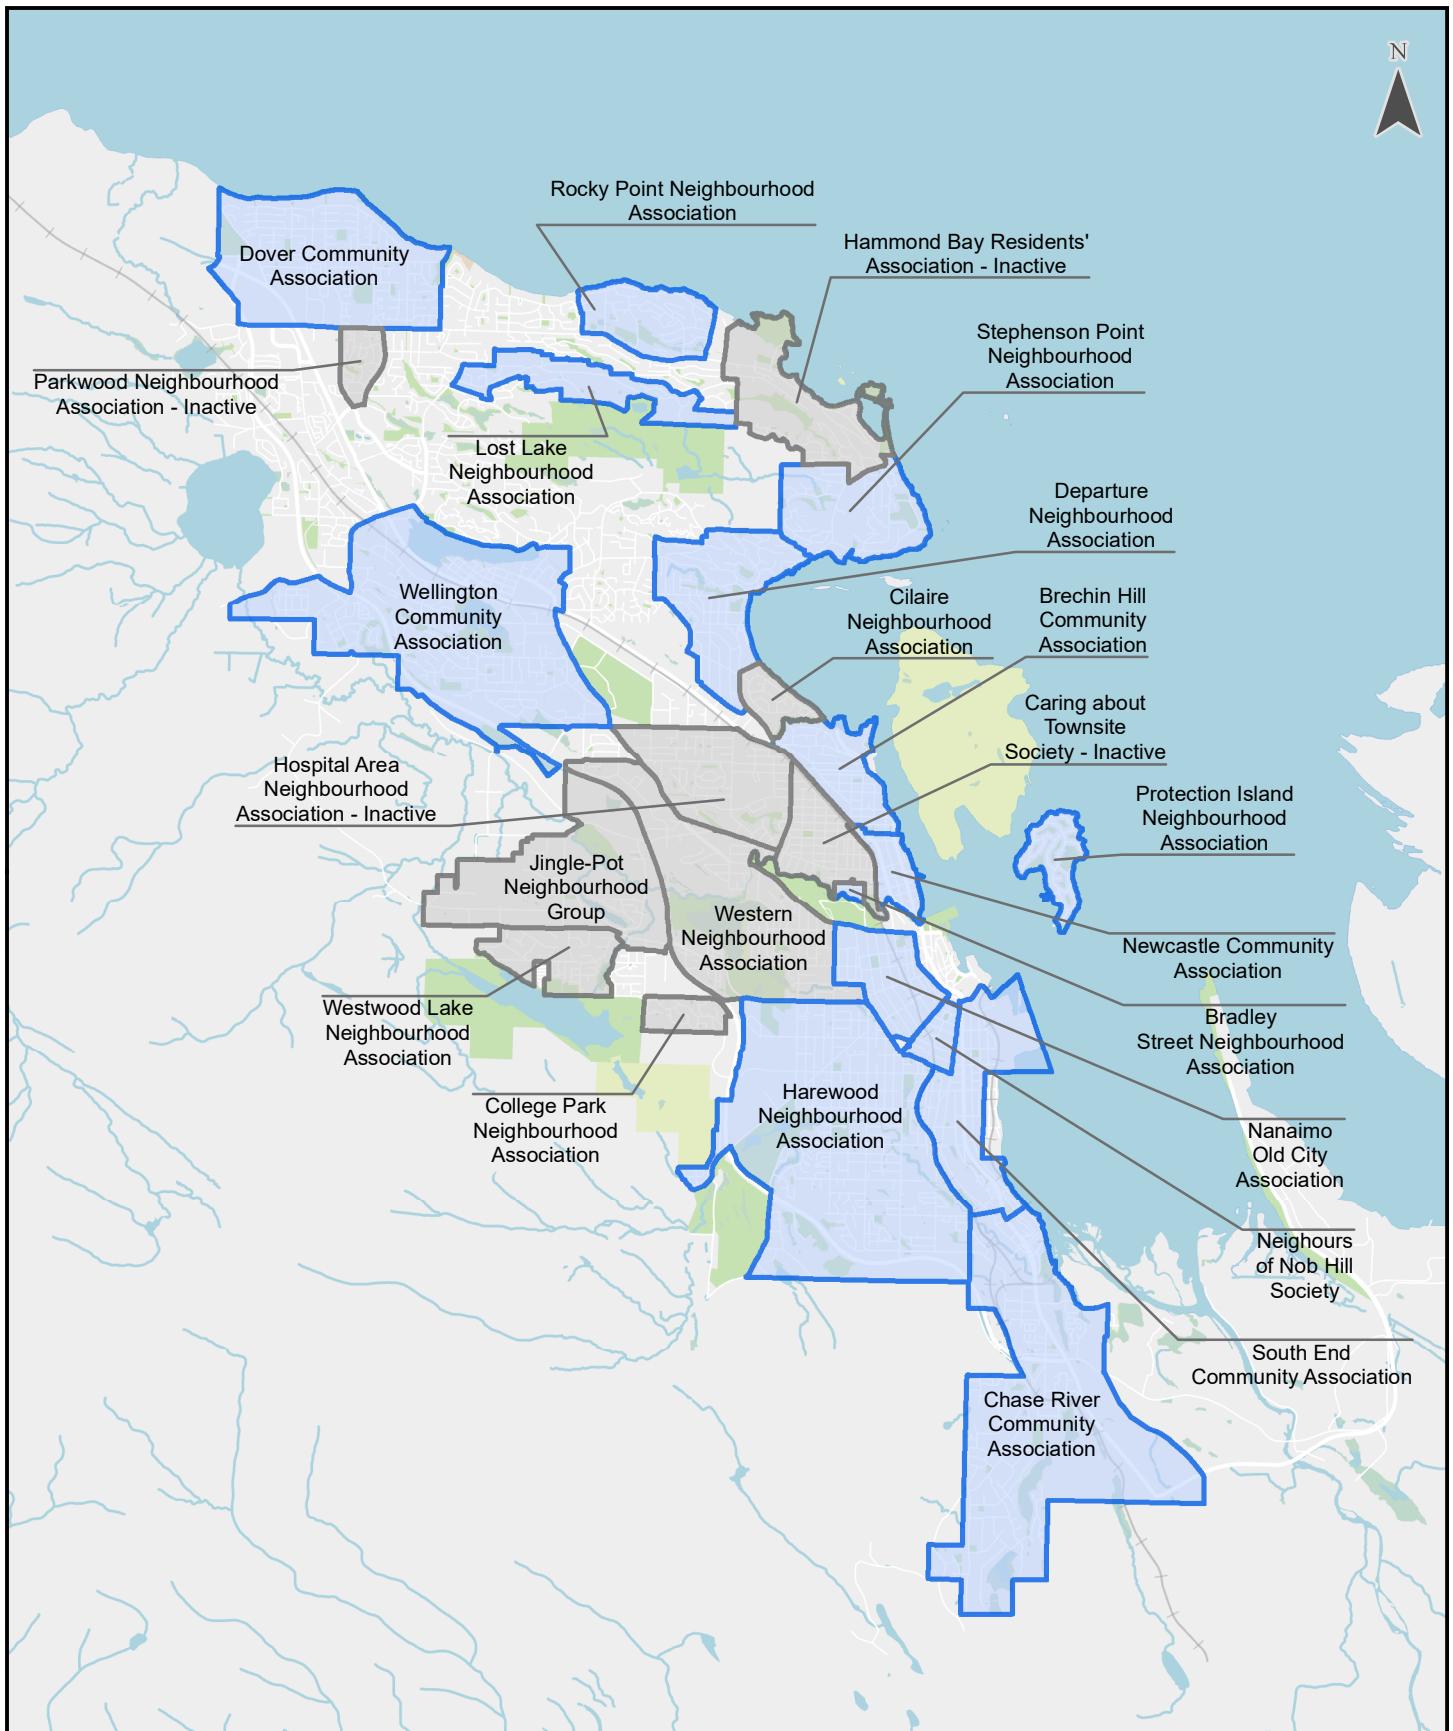 N
Rocky Point Neighbourhood
Association
Hammond Bay Residents'
Association - Inactive
Dover Community
Association
Stephenson Point
Neighbourhood
Association
Parkwood Neighbourhood
Association - Inactive
Lost Lake
Neighbourhood
Association
Departure
Neighbourhood
Association
Wellington
Community
Association
Cilaire
Neighbourhood
Association
Brechin Hill
Community
Association
Caring about
Townsite
Society - Inactive
Hospital Area
Neighbourhood
Association - Inactive
Protection Island
Neighbourhood
Association
Jingle-Pot
Neighbourhood
Group
Western
Neighbourhood
Association
Newcastle Community
Association
Westwood Lake
Neighbourhood
Association
Bradley
Street Neighbourhood
Association
College Park
Neighbourhood
Association
Harewood
Neighbourhood
Association
Nanaimo
Old City
Association
Neighours
of Nob Hill
Society
South End
Community Association
Chase River
Community
Association